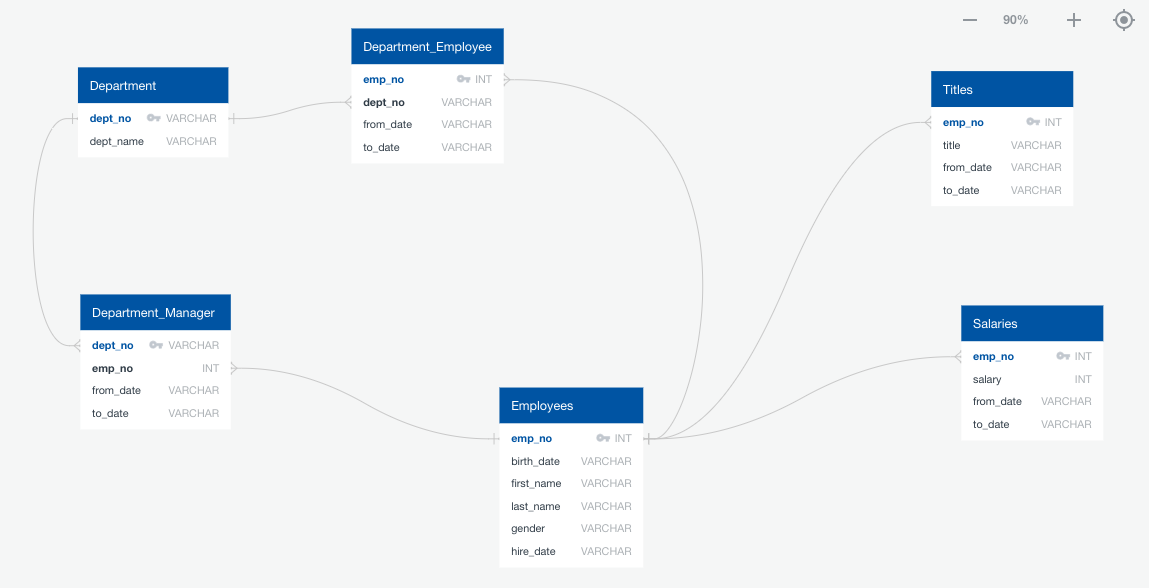 90%
Department
dept_no VARCHAR
dept_name VARCHAR
Department_Employee
emp_no INT
dept_no VARCHAR
from_date VARCHAR
to_date VARCHAR
Titles
emp_no INT
title VARCHAR
from_date VARCHAR
to_date VARCHAR
Department_Manager
dept_no VARCHAR
emp_no INT
from_date VARCHAR
to_date VARCHAR
Employees
emp_no INT
birth_date VARCHAR
first_name VARCHAR
last_name VARCHAR
gender VARCHAR
hire_date VARCHAR
Salaries
emp_no INT
salary INT
from_date VARCHAR
to_date VARCHAR